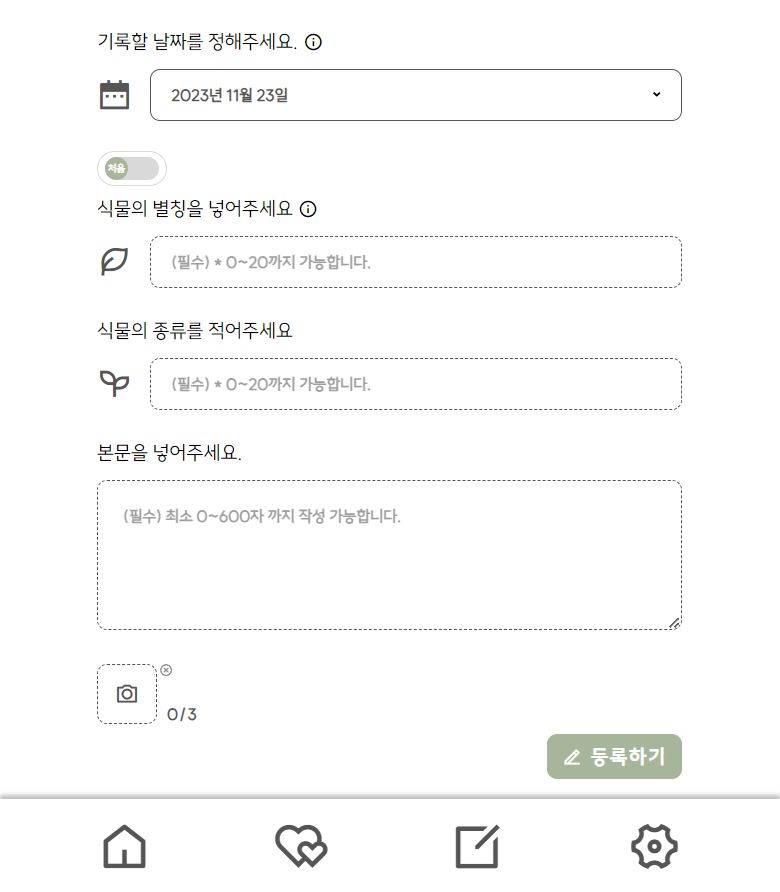 기록할 날짜를 정해주세요.
2023년 11월 23일
처음
식물의 별칭을 넣어주세요
(필수) * 0~20까지 가능합니다.
식물의 종류를 적어주세요
(필수) * 0~20까지 가능합니다.
본문을 넣어주세요.
(필수) 최소 0~600자 까지 작성 가능합니다.
0/3
등록하기